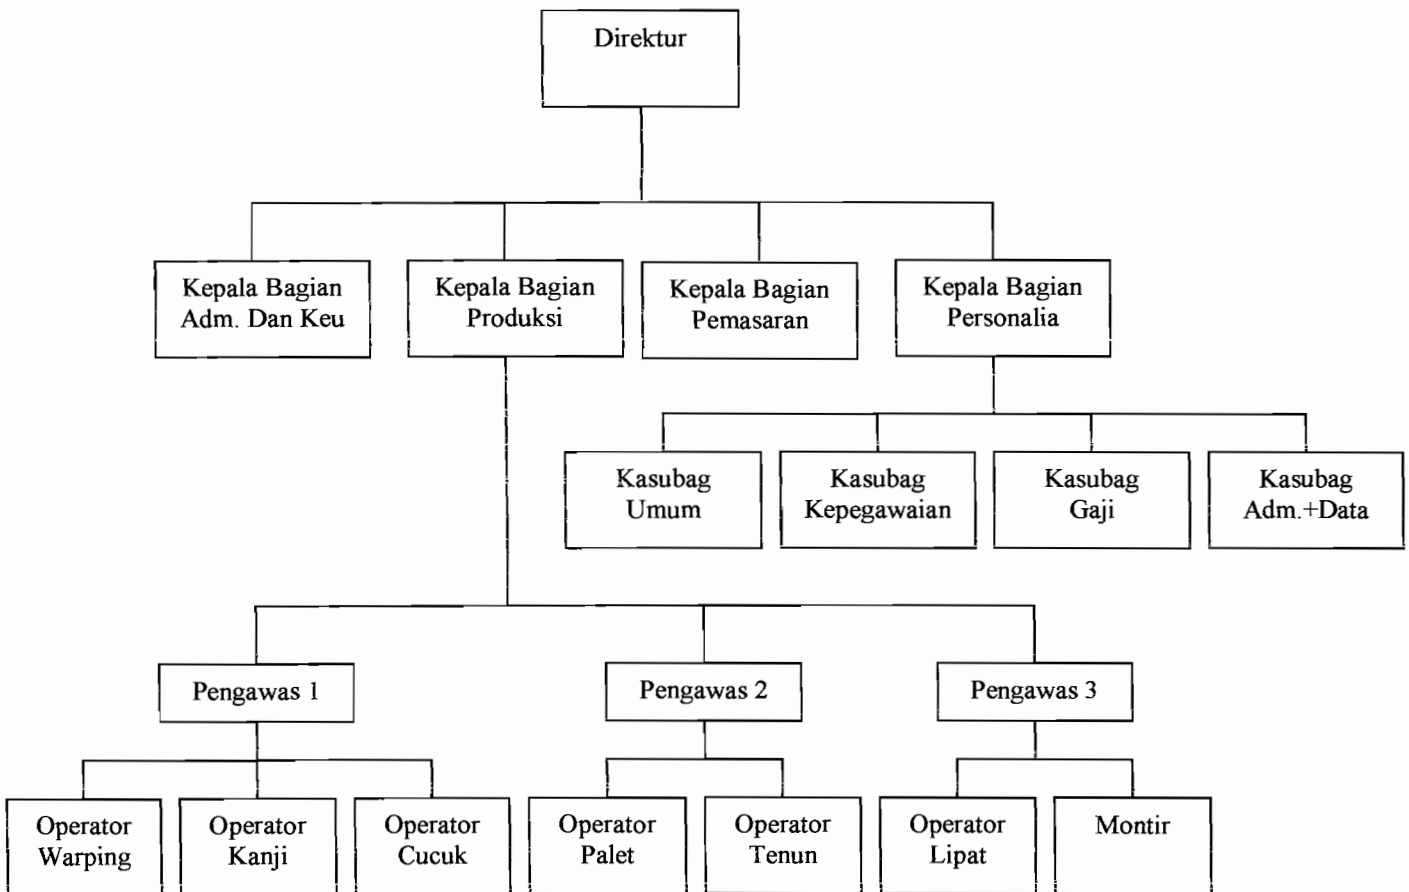 Direktur
Kepala Bagian
Adm. Dan Keu
Kepala Bagian
Produksi
Kepala Bagian
Pemasaran
Kepala Bagian
Personalia
Kasubag
Umum
Kasubag
Kepegawaian
Kasubag
Gaji
Kasubag
Adm.+Data
Pengawas 1
Pengawas 2
Pengawas 3
Operator
Warping
Operator
Kanji
Operator
Cucuk
Operator
Palet
Operator
Tenun
Operator
Lipat
Montir